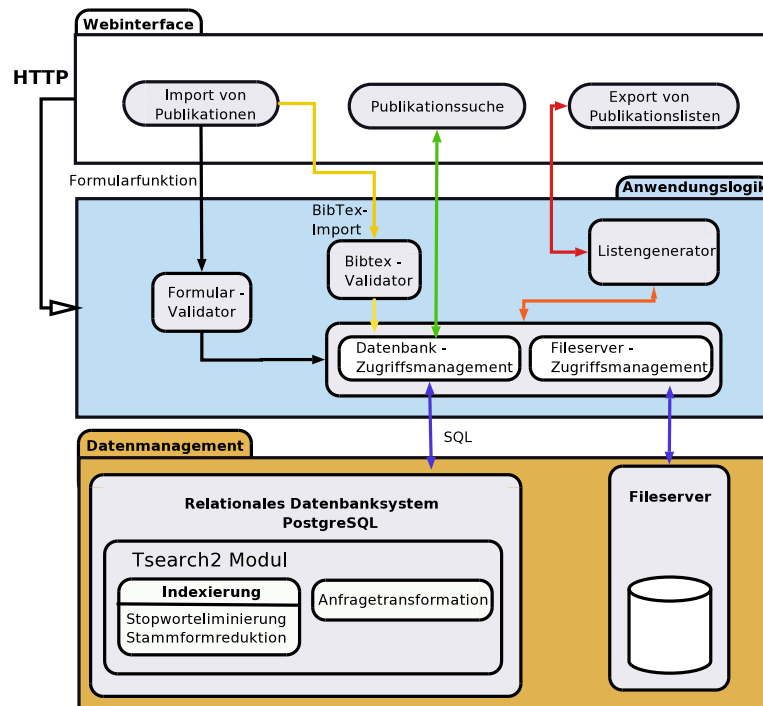 Webinterface
HTTP
Import von
Publikationen
Publikationssuche
Export von
Publikationslisten
Formularfunktion
Anwendungslogik
BibTex-
Import
Bibtex -
Validator
Listengenerator
Formular -
Validator
Datenbank -
Zugriffsmanagement
Fileserver -
Zugriffsmanagement
SQL
Datenmanagement
Relationales Datenbanksystem
PostgreSQL
Fileserver
Tsearch2 Modul
Indexierung
Stopworteliminierung
Stammformreduktion
Anfragetransformation